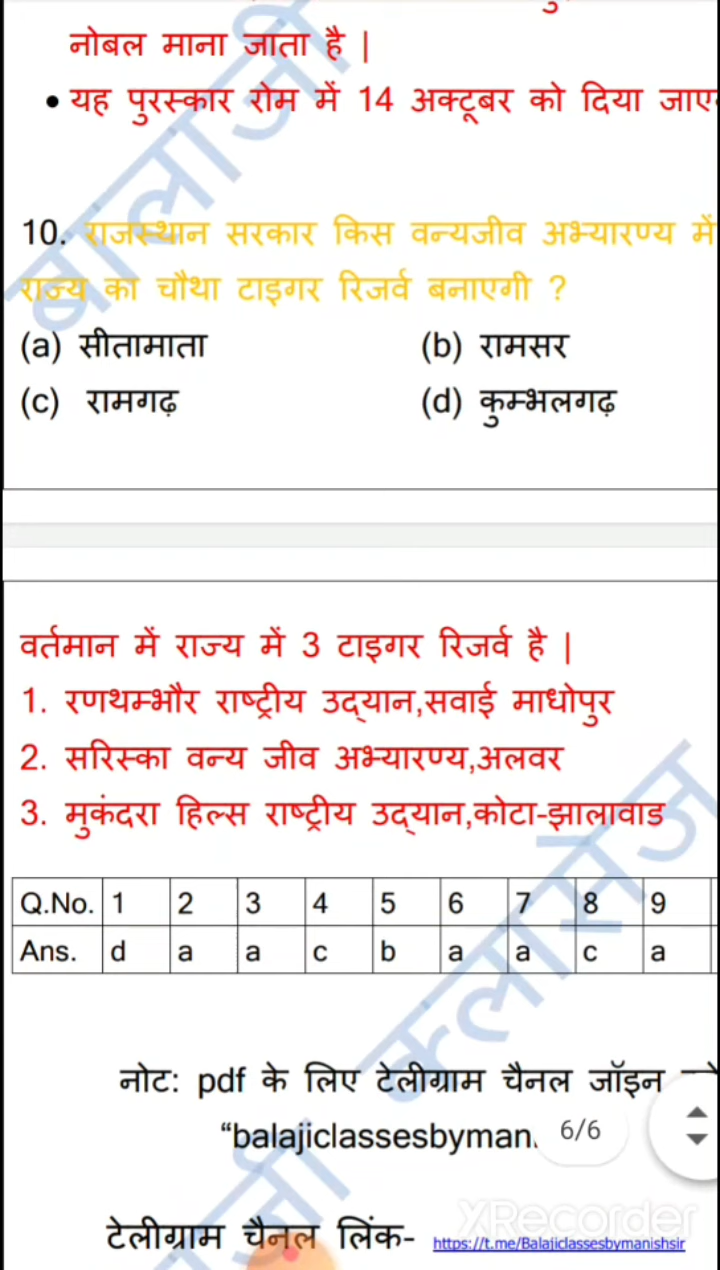 नोबल माना जाता है |
• यह पुरस्कार रोम में 14 अक्टूबर को दिया जाए
10. राजस्थान सरकार किस वन्यजीव अभ्यारण्य में
राज्य का चौथा टाइगर रिजर्व बनाएगी ?
(a) सीतामाता (b) रामसर
(c) रामगढ़ (d) कुम्भलगढ़
वर्तमान में राज्य में 3 टाइगर रिजर्व है |
1. रणथम्भौर राष्ट्रीय उद्यान,सवाई माधोपुर
2. सरिस्का वन्य जीव अभ्यारण्य,अलवर
3. मुकंदरा हिल्स राष्ट्रीय उद्यान,कोटा-झालावाड
Q.No. 1 2 3 4 5 6 7 8 9
Ans. d a a c b a a c a
नोट: pdf के लिए टेलीग्राम चैनल जॉइन
“balajiclassesbyman
6/6
टेलीग्राम चैनल लिंक- https://t.me/Balajiclassesbymanishsir
XRecorder
बालाजी
क्लासेज